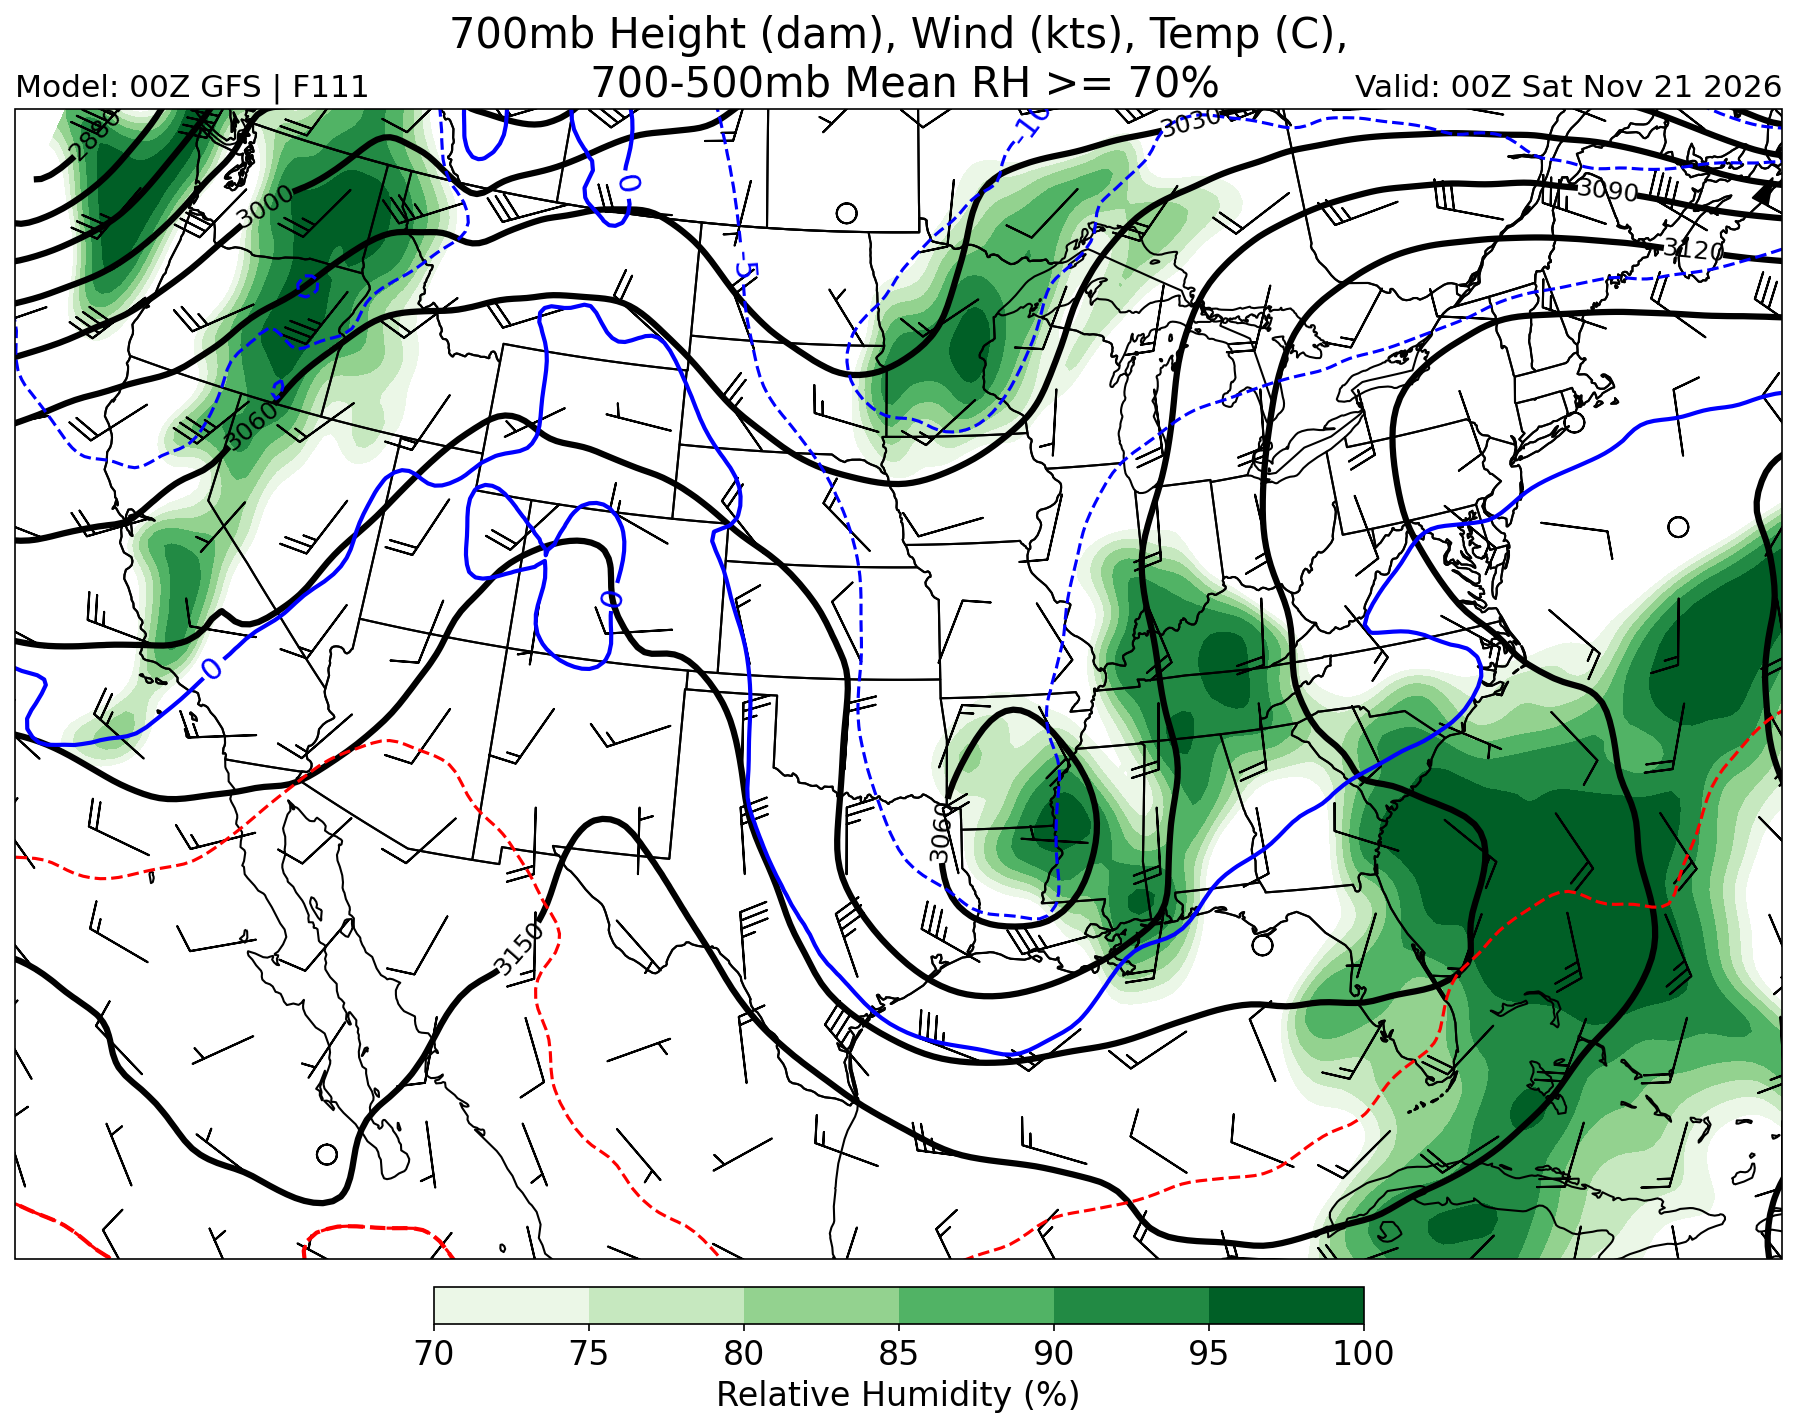 700mb Height (dam), Wind (kts), Temp (C),
700-500mb Mean RH >= 70%
Model: 00Z GFS | F111
Valid: 00Z Sat Nov 21 2026
2880
3000
3030
3090
3120
3060
3060
3150
0
0
0
70 75 80 85 90 95 100
Relative Humidity (%)